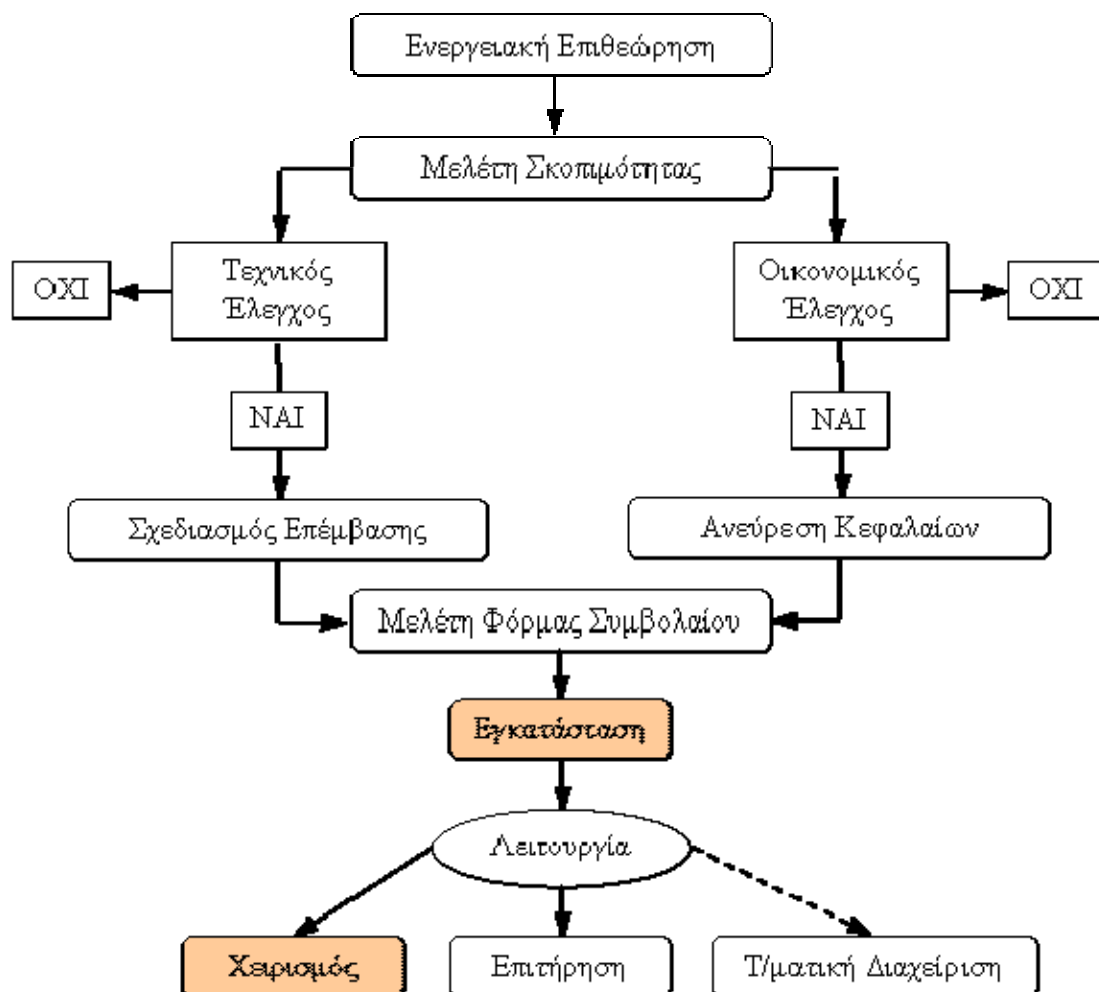 Ενεργειακή Επιθεώρηση
Μελέτη Σκοπιμότητας
Τεχνικός
Έλεγχος
ΟΧΙ
Οικονομικός
Έλεγχος
ΟΧΙ
ΝΑΙ
ΝΑΙ
Σχεδιασμός Επέμβασης
Ανεύρεση Κεφαλαίων
Μελέτη Φόρμας Συμβολαίου
Εγκατάσταση
Λειτουργία
Χειρισμός
Επιτήρηση
Τ/ματική Διαχείριση